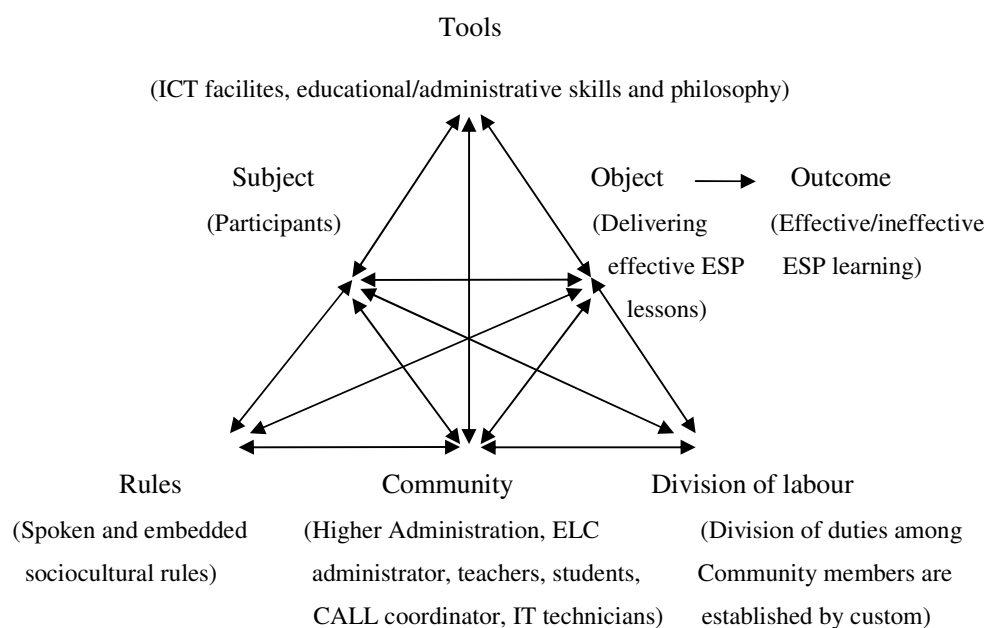 Tools
(ICT facilites, educational/administrative skills and philosophy)
Subject
(Participants)
Object
(Delivering
effective ESP
lessons)
Outcome
(Effective/ineffective
ESP learning)
Rules
(Spoken and embedded
sociocultural rules)
Community
(Higher Administration, ELC
administrator, teachers, students,
CALL coordinator, IT technicians)
Division of labour
(Division of duties among
Community members are
established by custom)